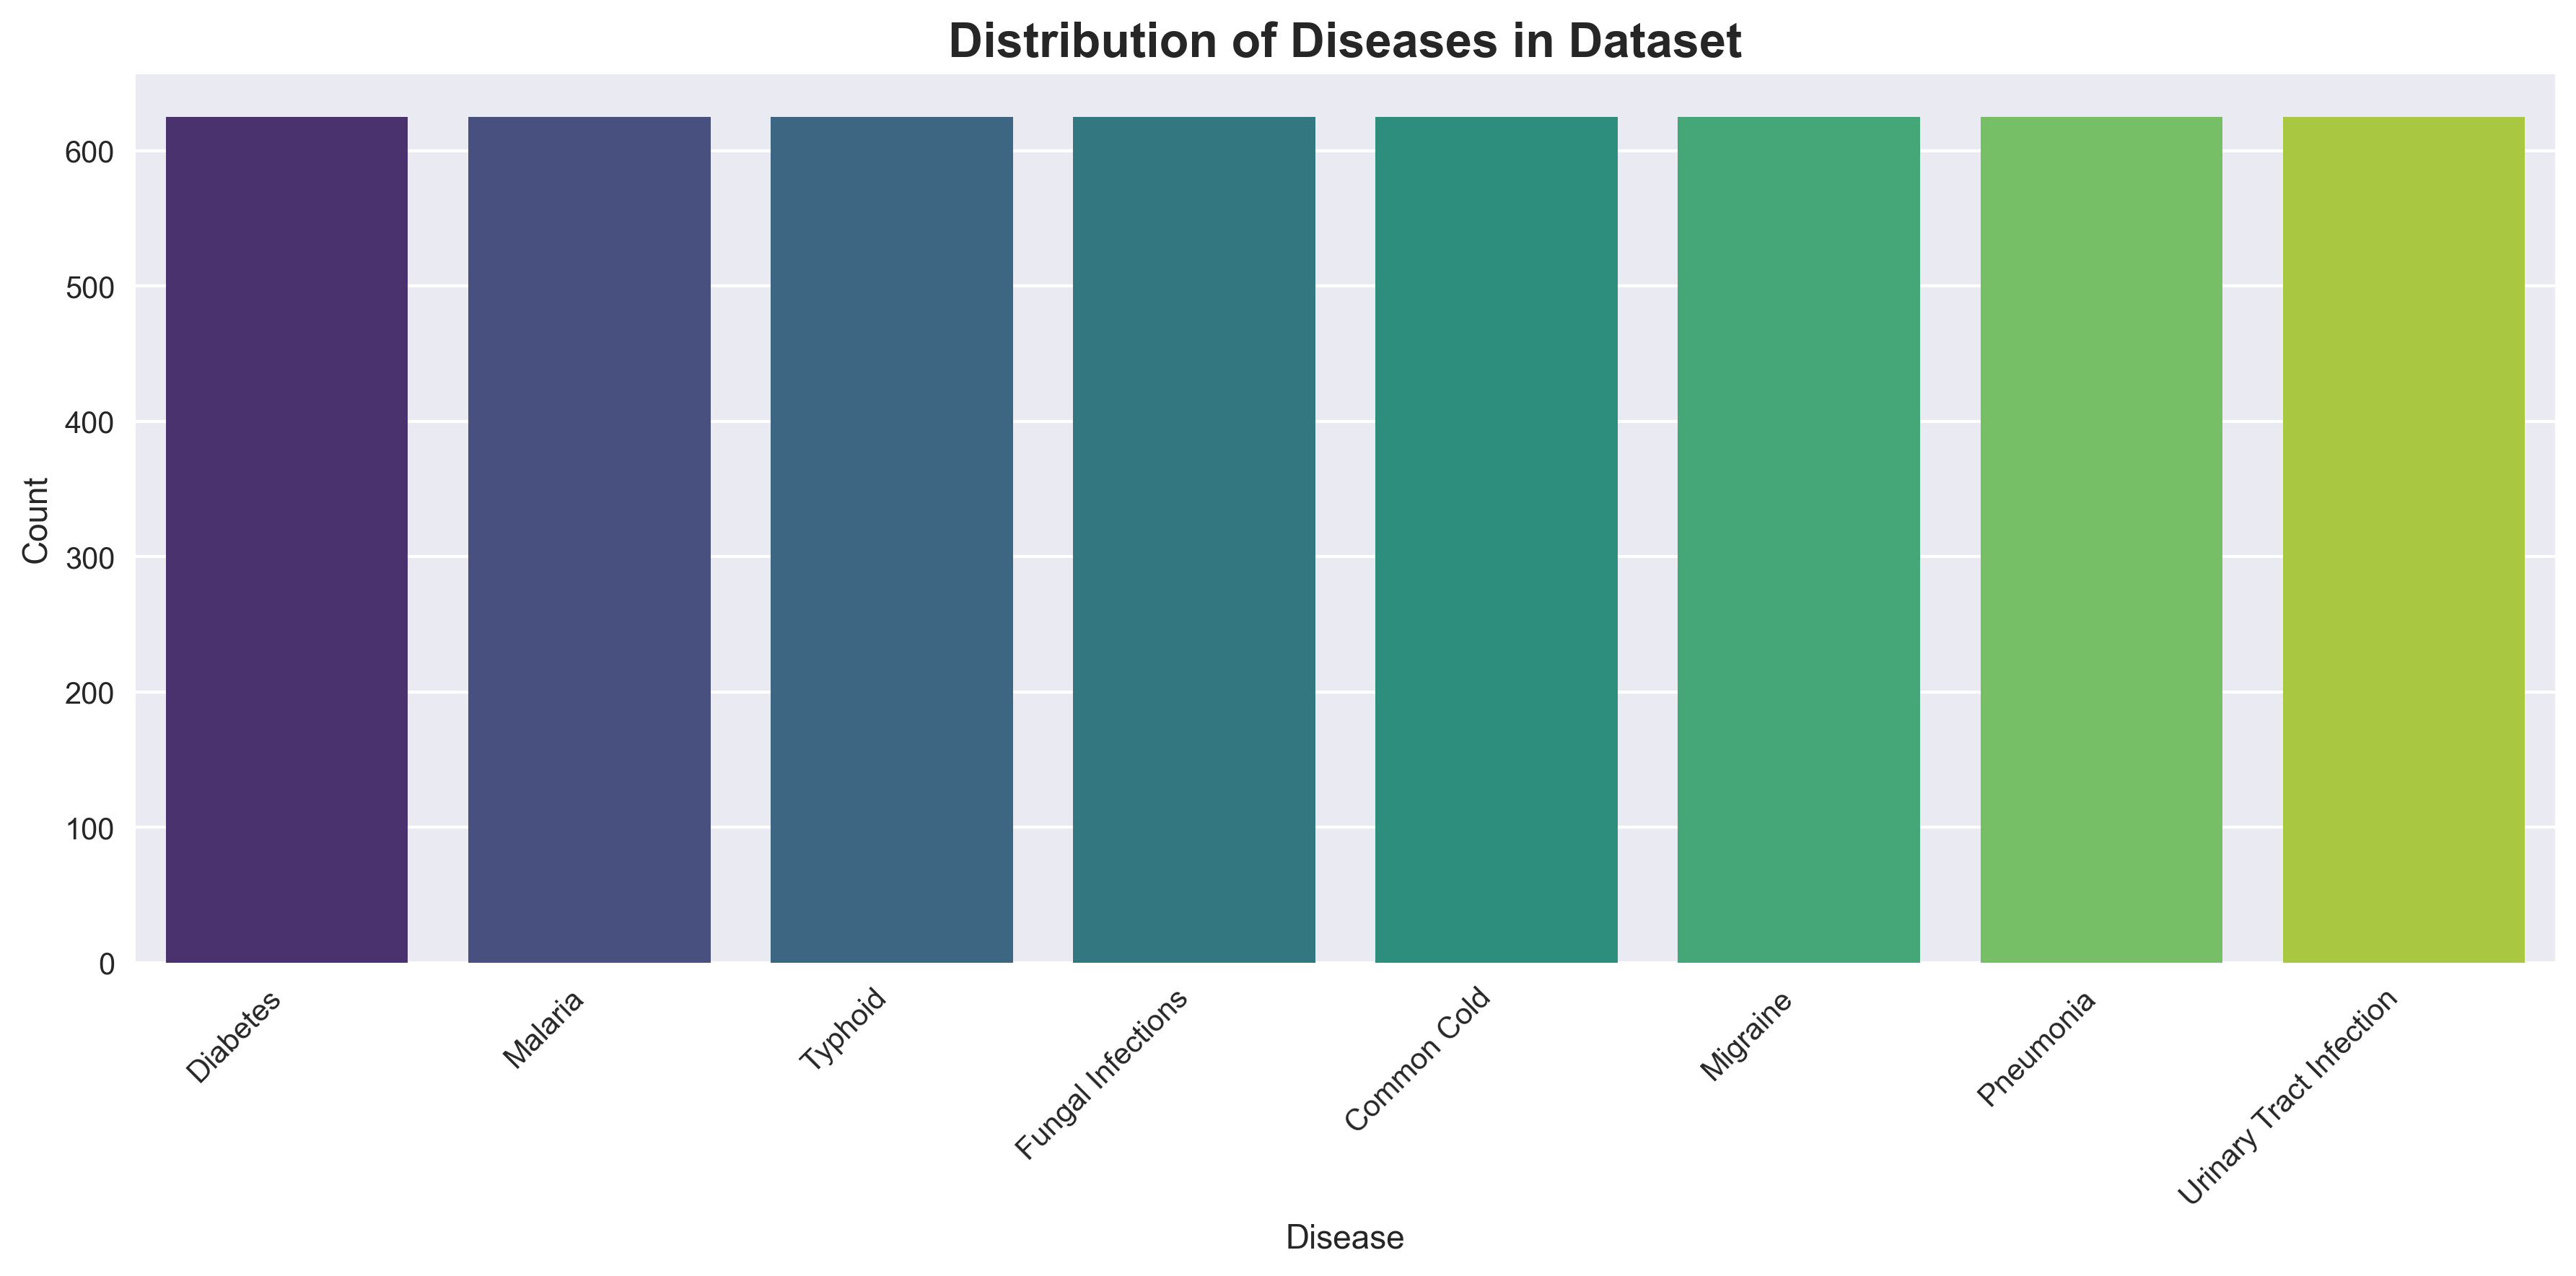 Distribution of Diseases in Dataset
Count
600
500
400
300
200
100
0
Diabetes
Malaria
Typhoid
Fungal Infections
Common Cold
Migraine
Pneumonia
Urinary Tract Infection
Disease